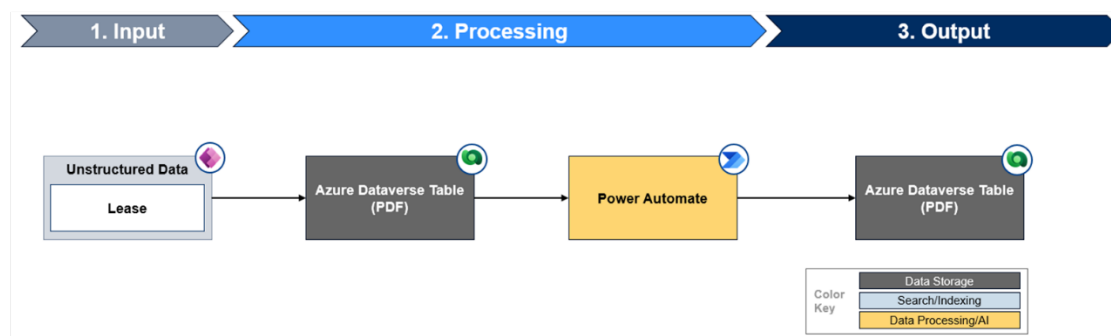 1. Input
2. Processing
3. Output
Unstructured Data
Lease
Azure Dataverse Table
(PDF)
Power Automate
Azure Dataverse Table
(PDF)
Color
Key
Data Storage
Search/Indexing
Data Processing/AI